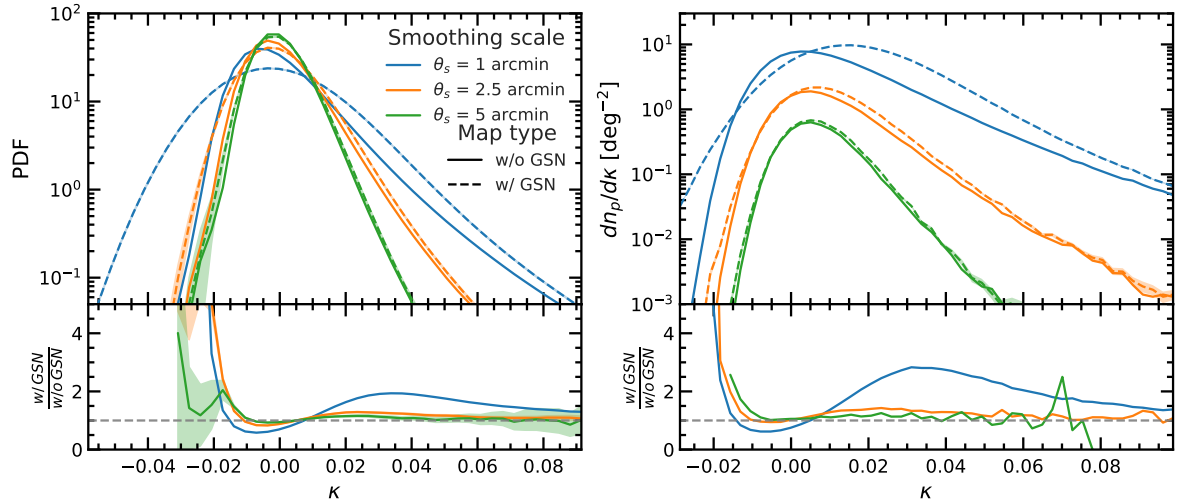 PDF
10²
10¹
10⁰
10⁻¹
Smoothing scale
θₛ = 1 arcmin
θₛ = 2.5 arcmin
θₛ = 5 arcmin
Map type
w/o GSN
w/ GSN
w/ GSN
w/o GSN
4
2
0
−0.04 −0.02 0.00 0.02 0.04 0.06 0.08
κ
dnₚ/dκ [deg⁻²]
10¹
10⁰
10⁻¹
10⁻²
10⁻³
w/ GSN
w/o GSN
4
2
0
−0.02 0.00 0.02 0.04 0.06 0.08
κ